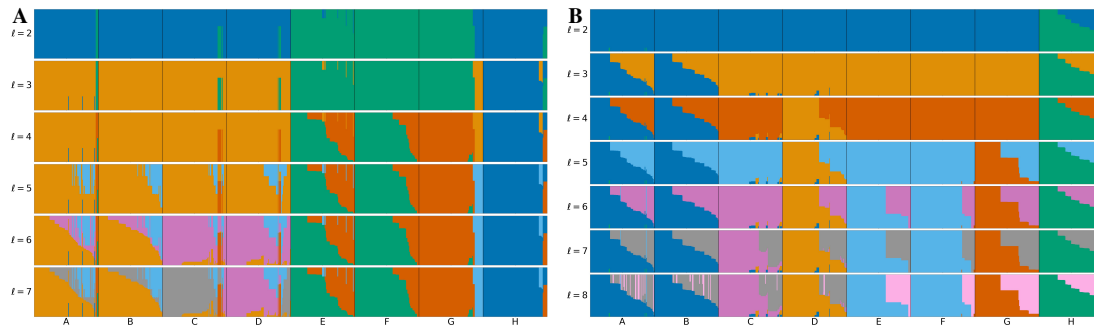 A
ℓ=2
ℓ=3
ℓ=4
ℓ=5
ℓ=6
ℓ=7
A B C D E F G H
B
ℓ=2
ℓ=3
ℓ=4
ℓ=5
ℓ=6
ℓ=7
ℓ=8
A B C D E F G H